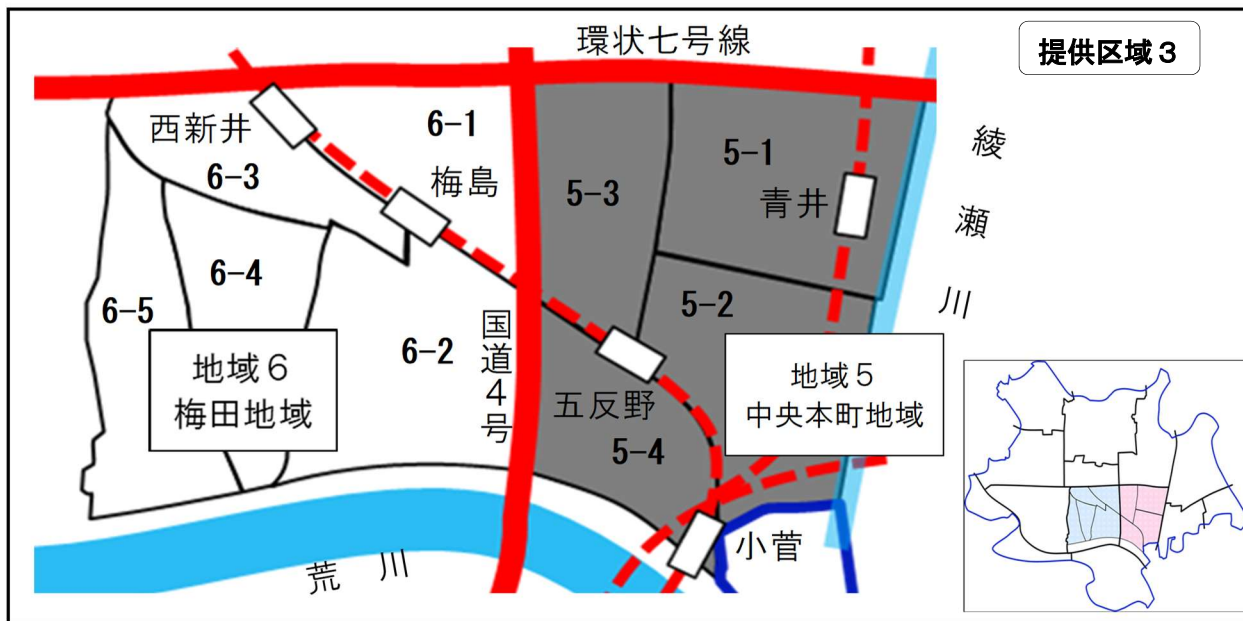 環状七号線
提供区域３
西新井
6-1
5-1
綾瀬川
6-3
梅島
5-3
青井
6-4
5-2
6-5
国道４号
6-2
地域６
梅田地域
地域５
中央本町地域
五反野
5-4
小菅
荒川